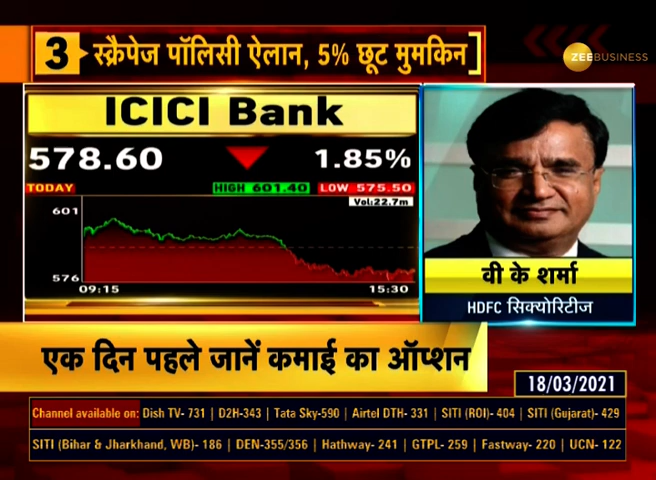 3 स्क्रैपेज पॉलिसी ऐलान, 5% छूट मुमकिन
ZEEBUSINESS
ICICI Bank
578.60 1.85%
TODAY HIGH 601.40 LOW 575.50
Vol:22.7m
601
576
09:15 15:30
वी के शर्मा
HDFC सिक्योरिटीज
एक दिन पहले जानें कमाई का ऑप्शन
18/03/2021
Channel available on: Dish TV- 731 | D2H-343 | Tata Sky-590 | Airtel DTH- 331 | SITI (ROI)- 404 | SITI (Gujarat)- 429
SITI (Bihar & Jharkhand, WB)- 186 | DEN-355/356 | Hathway- 241 | GTPL- 259 | Fastway- 220 | UCN- 122